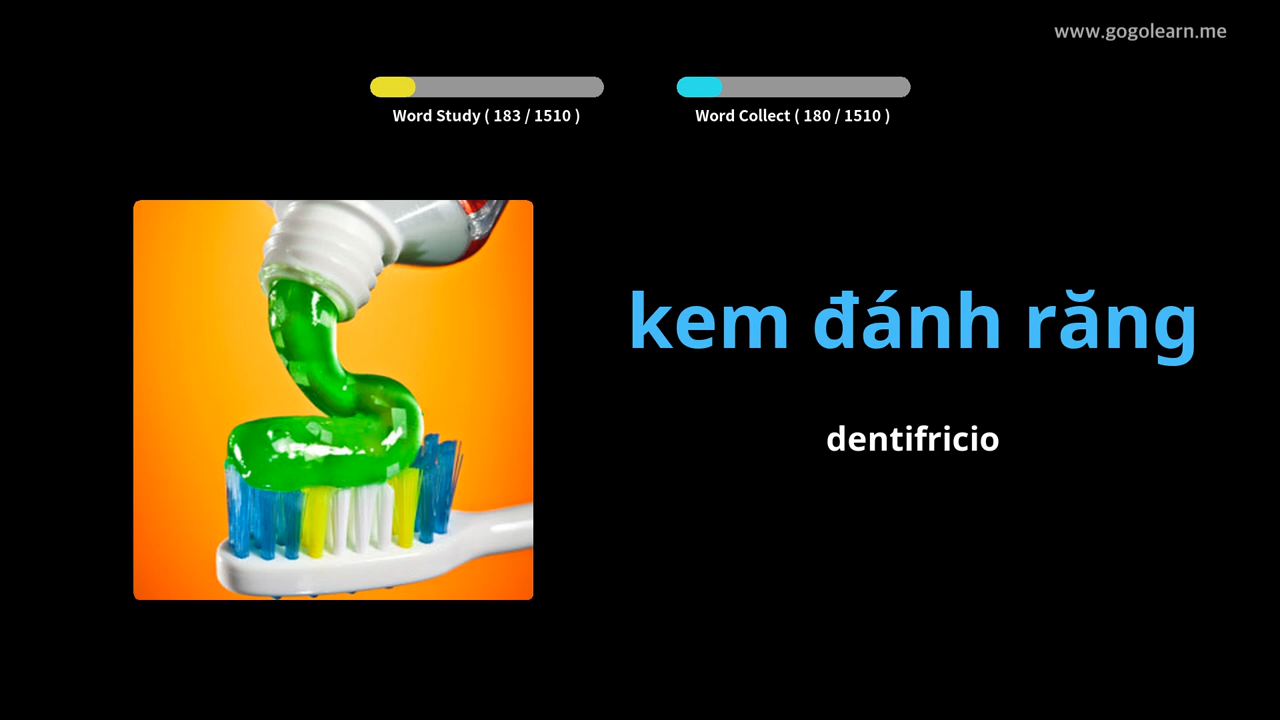 www.gogolearn.me
Word Study ( 183 / 1510 )
Word Collect ( 180 / 1510 )
kem đánh răng
dentifricio